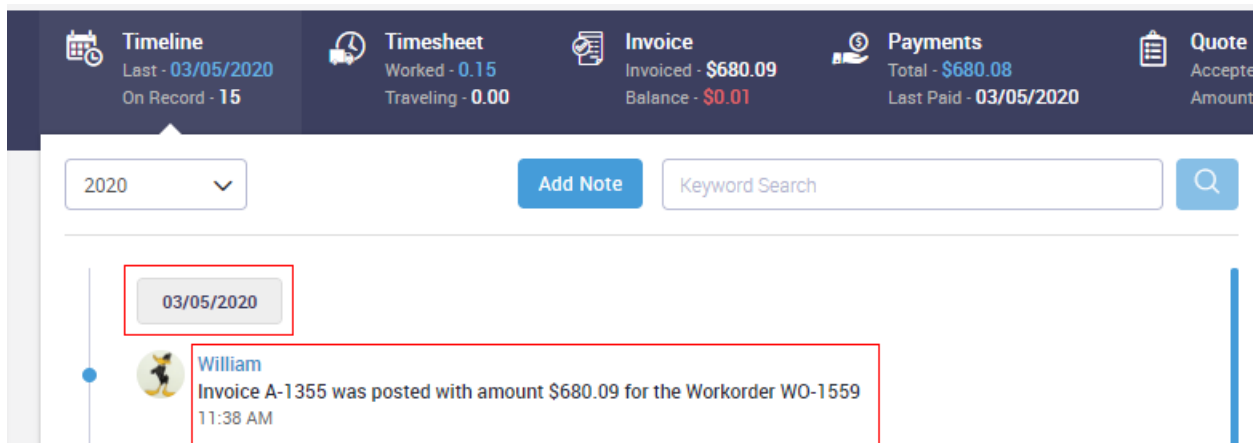 Timeline
Last - 03/05/2020
On Record - 15
Timesheet
Worked - 0.15
Traveling - 0.00
Invoice
Invoiced - $680.09
Balance - $0.01
Payments
Total - $680.08
Last Paid - 03/05/2020
Quote
Accepte
Amount
2020
Add Note
Keyword Search
03/05/2020
William
Invoice A-1355 was posted with amount $680.09 for the Workorder WO-1559
11:38 AM